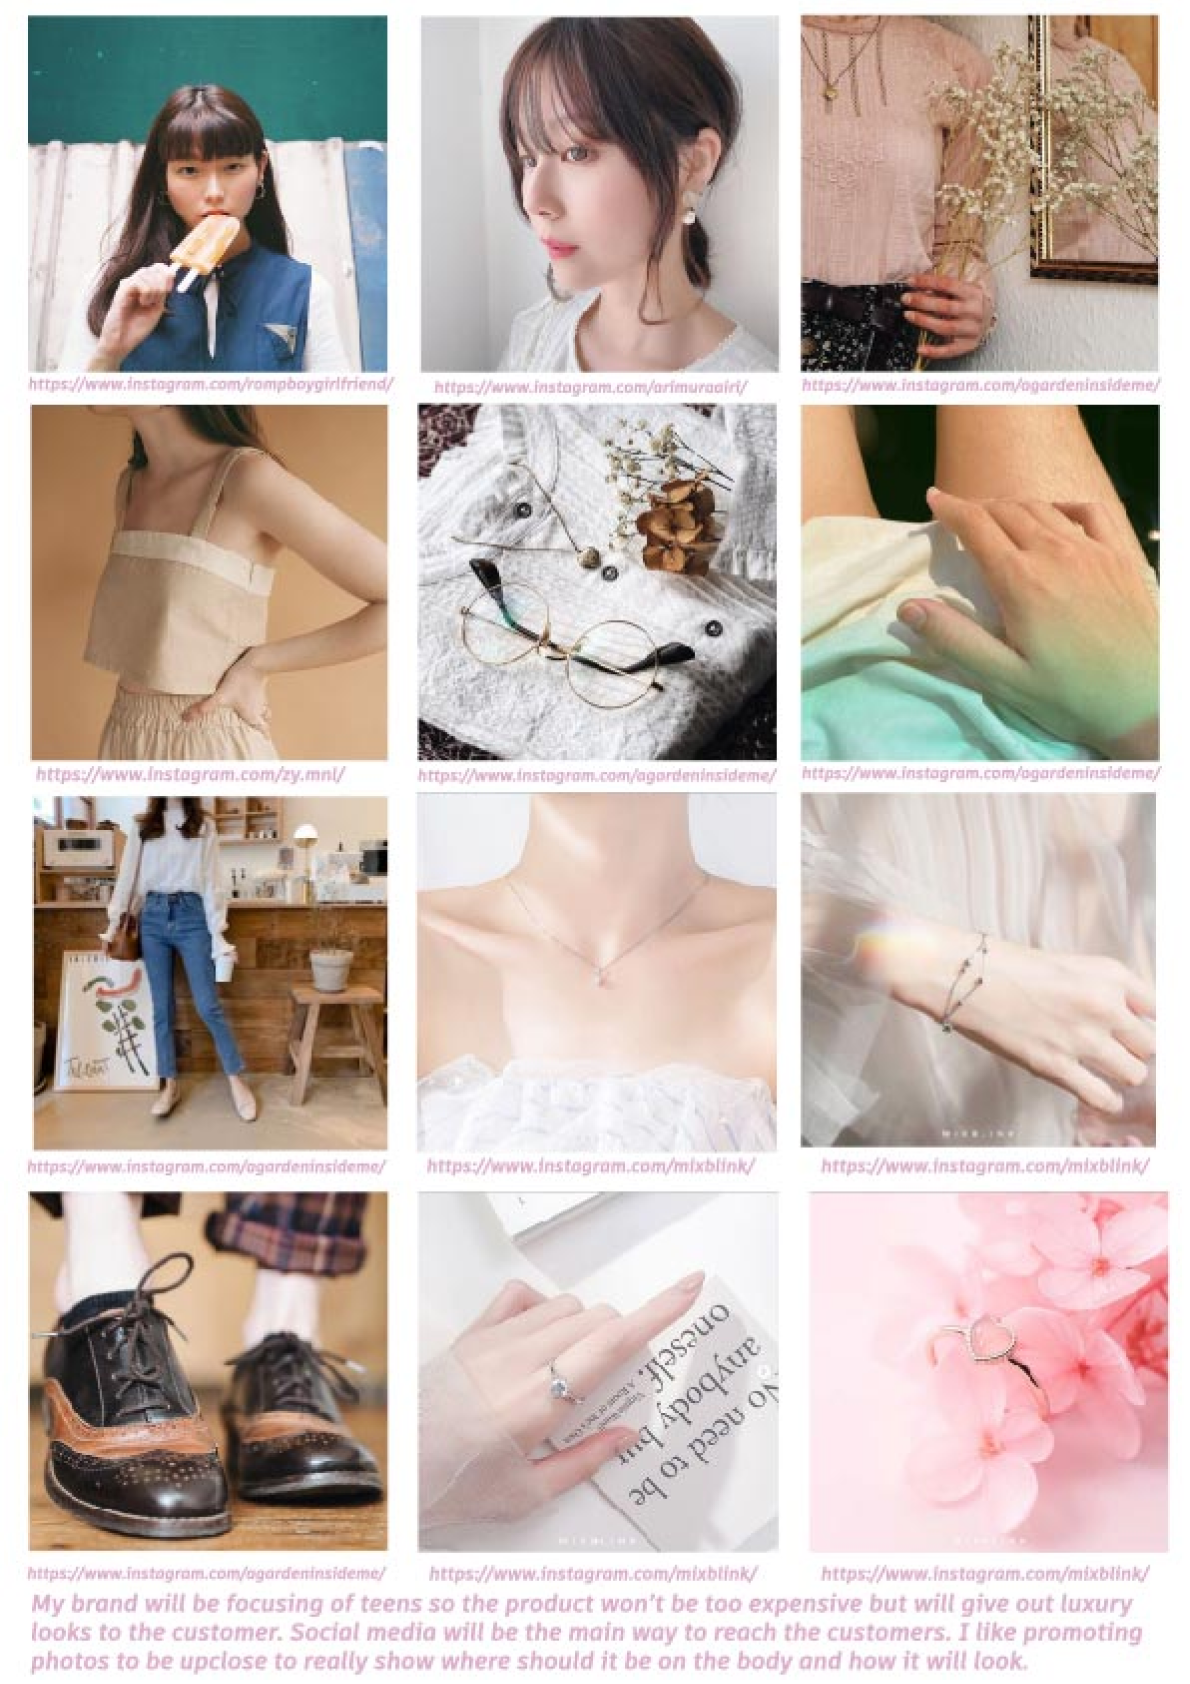 https://www.instagram.com/rompboygirlfriend/
https://www.instagram.com/arimuraairi/
https://www.instagram.com/agardeninsideme/
https://www.instagram.com/zy.mnl/
https://www.instagram.com/agardeninsideme/
https://www.instagram.com/agardeninsideme/
https://www.instagram.com/agardeninsideme/
https://www.instagram.com/mixblink/
https://www.instagram.com/mixblink/
No need to be
anybody but
oneself.
MIXBLINK
https://www.instagram.com/agardeninsideme/
https://www.instagram.com/mixblink/
https://www.instagram.com/mixblink/
My brand will be focusing of teens so the product won't be too expensive but will give out luxury
looks to the customer. Social media will be the main way to reach the customers. I like promoting
photos to be upclose to really show where should it be on the body and how it will look.